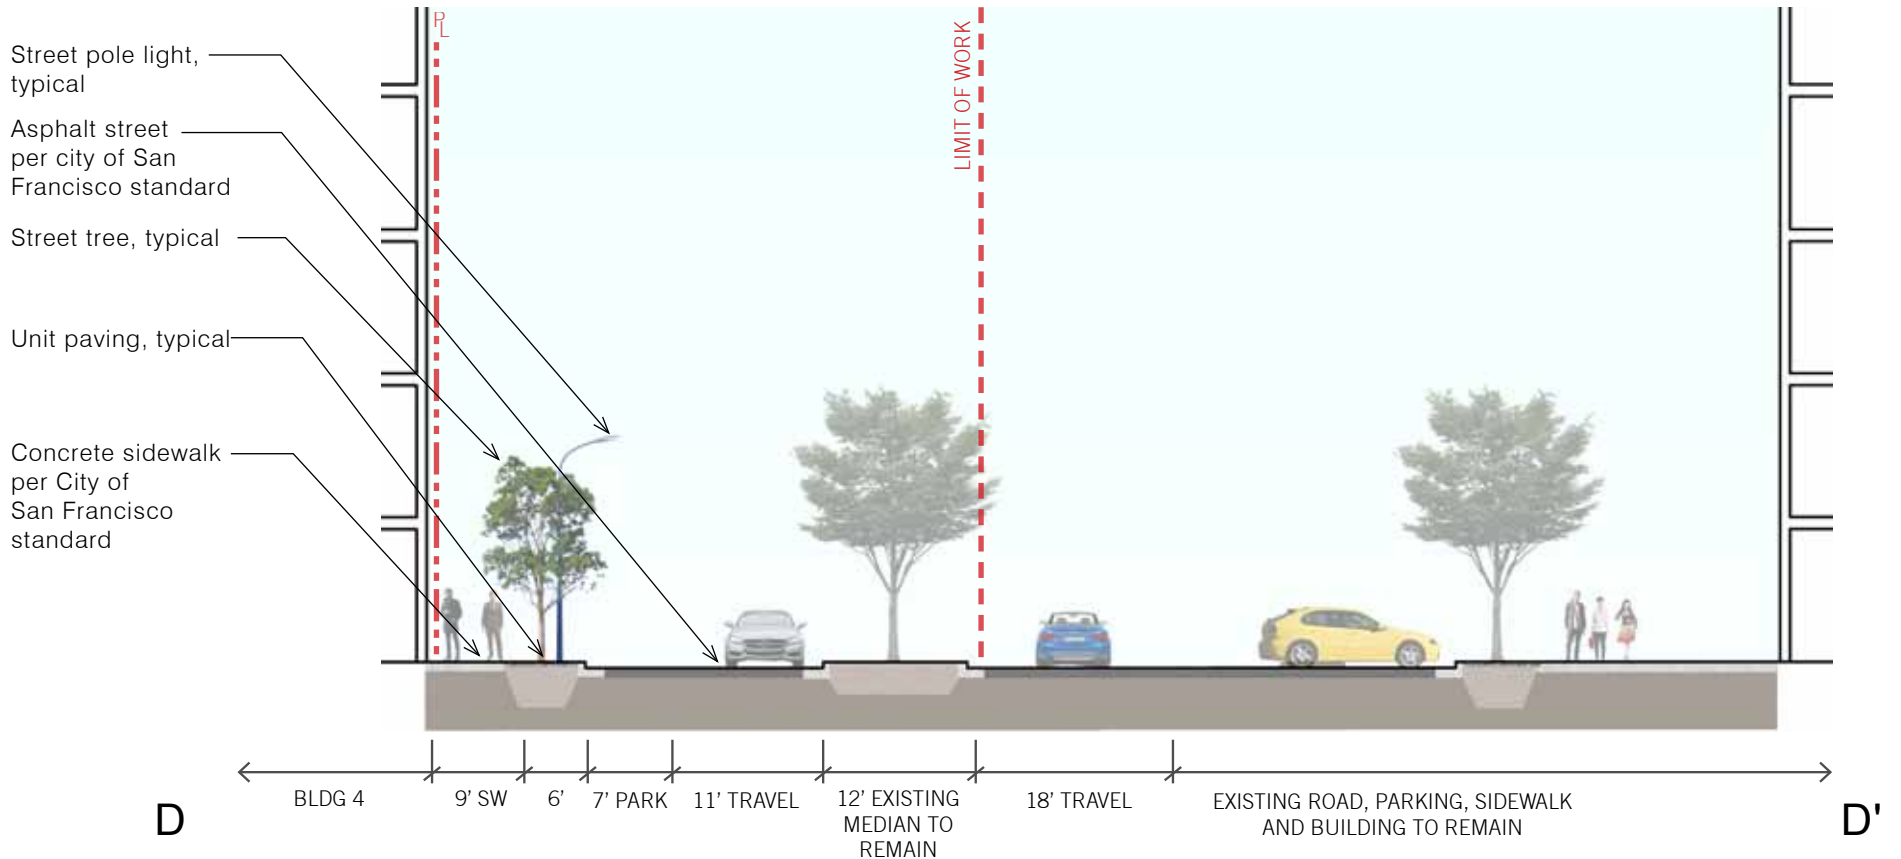 PL
Street pole light,
typical
Asphalt street
per city of San
Francisco standard
Street tree, typical
Unit paving, typical
Concrete sidewalk
per City of
San Francisco
standard
LIMIT OF WORK
BLDG 4
9’ SW
6’
7’ PARK
11’ TRAVEL
12’ EXISTING
MEDIAN TO
REMAIN
18’ TRAVEL
EXISTING ROAD, PARKING, SIDEWALK
AND BUILDING TO REMAIN
D
D'